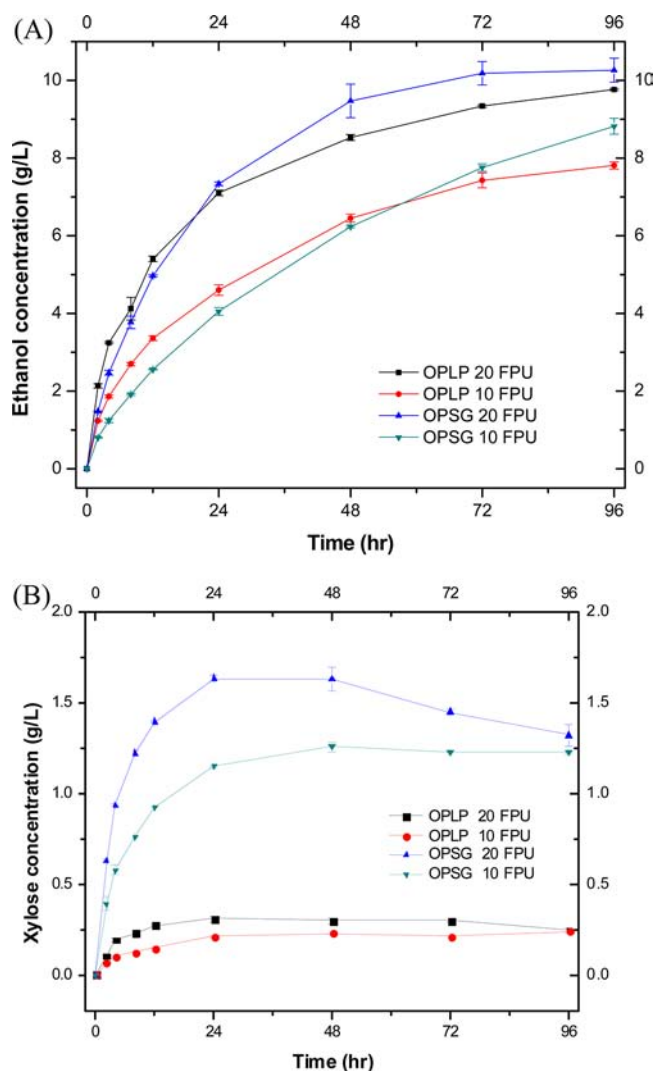 (A)
0 24 48 72 96
10 10
8 8
6 6
4 4
2 2
0 0
Ethanol concentration (g/L)
OPLP 20 FPU
OPLP 10 FPU
OPSG 20 FPU
OPSG 10 FPU
0 12 24 48 72 96
Time (hr)
(B)
0 24 48 72 96
2.0 2.0
1.5 1.5
1.0 1.0
0.5 0.5
0.0 0.0
Xylose concentration (g/L)
OPLP 20 FPU
OPLP 10 FPU
OPSG 20 FPU
OPSG 10 FPU
0 12 24 48 72 96
Time (hr)